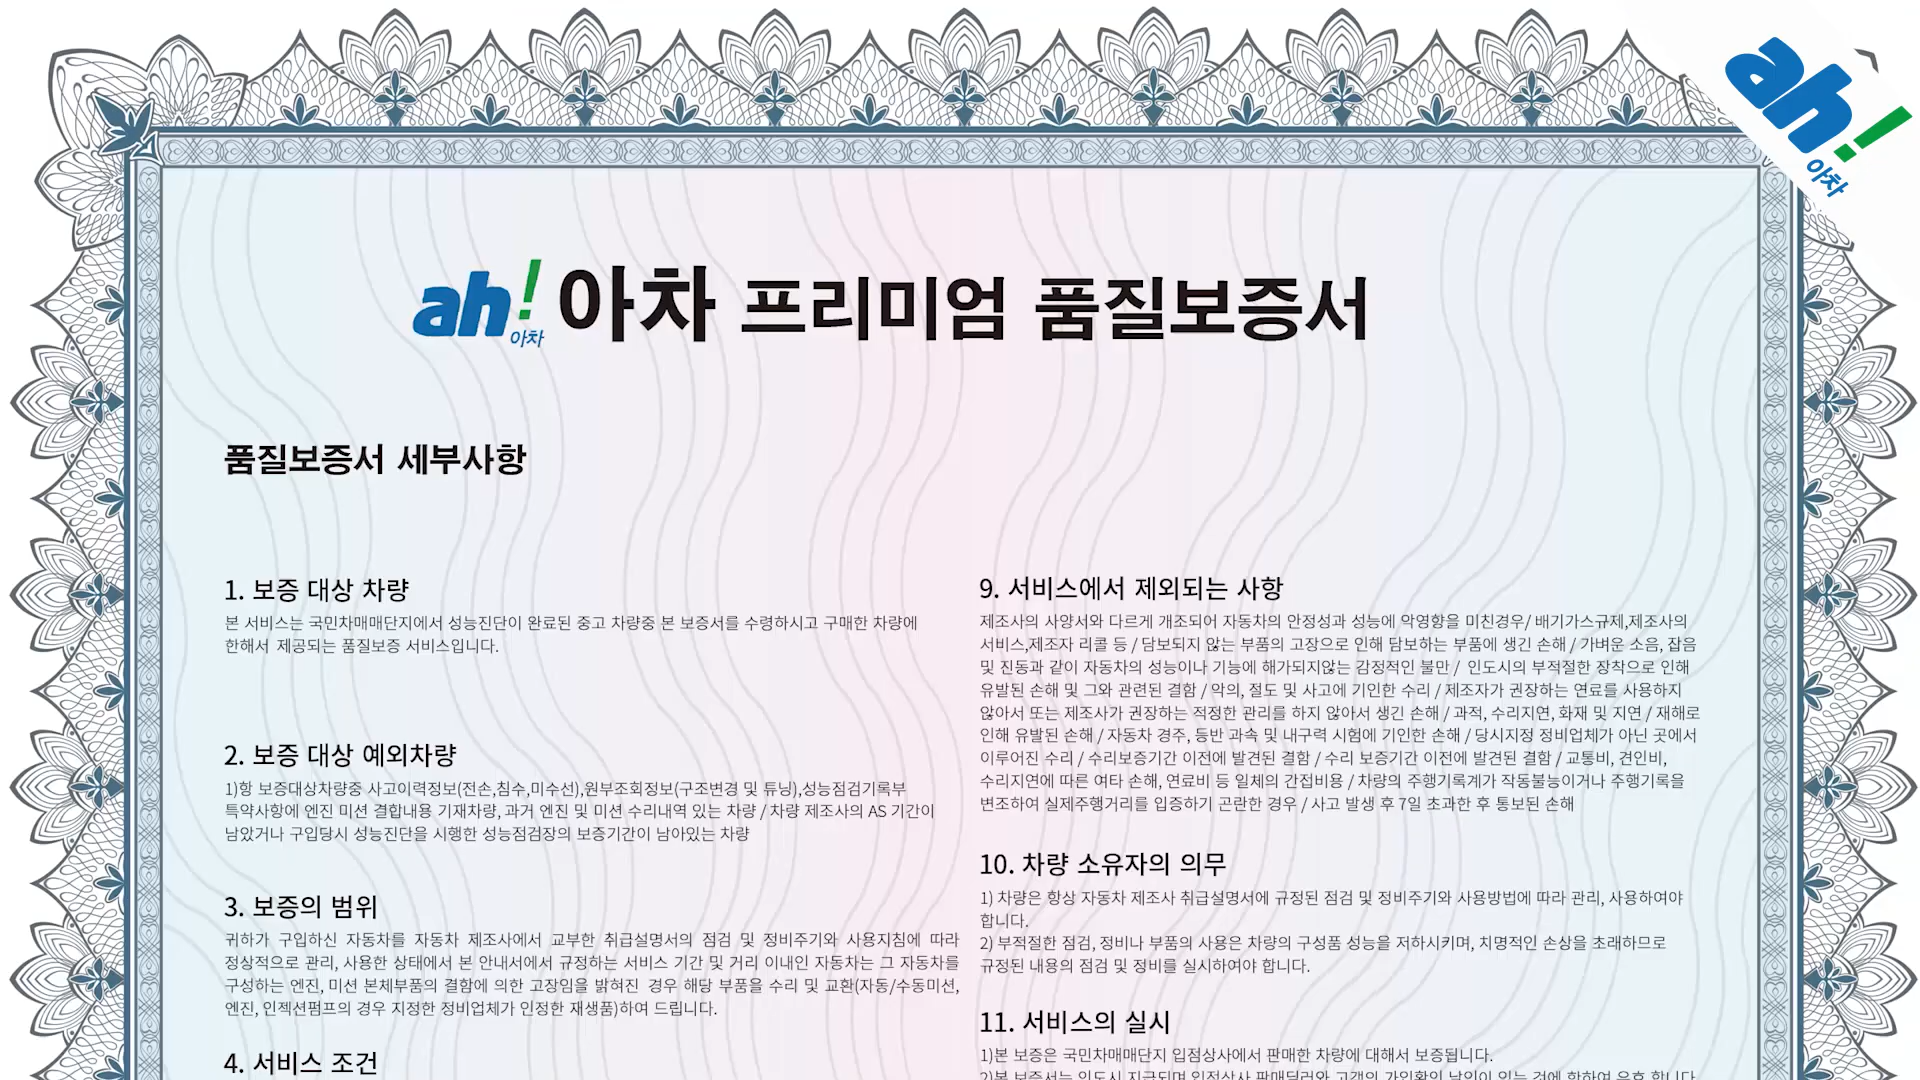 ah!
아차
ah!
아차
아차 프리미엄 품질보증서
품질보증서 세부사항
1. 보증 대상 차량
본 서비스는 국민차매매단지에서 성능진단이 완료된 중고 차량중 본 보증서를 수령하시고 구매한 차량에
한해서 제공되는 품질보증 서비스입니다.
2. 보증 대상 예외차량
1)항 보증대상차량중 사고이력정보(전손,침수,미수선),원부조회정보(구조변경 및 튜닝),성능점검기록부
특약사항에 엔진 미션 결합내용 기재차량, 과거 엔진 및 미션 수리내역 있는 차량 / 차량 제조사의 AS 기간이
남았거나 구입당시 성능진단을 시행한 성능점검장의 보증기간이 남아있는 차량
3. 보증의 범위
귀하가 구입하신 자동차를 자동차 제조사에서 교부한 취급설명서의 점검 및 정비주기와 사용지침에 따라
정상적으로 관리, 사용한 상태에서 본 안내서에서 규정하는 서비스 기간 및 거리 이내인 자동차는 그 자동차를
구성하는 엔진, 미션 본체부품의 결함에 의한 고장임을 밝혀진 경우 해당 부품을 수리 및 교환(자동/수동미션,
엔진, 인젝션펌프의 경우 지정한 정비업체가 인정한 재생품)하여 드립니다.
4. 서비스 조건
9. 서비스에서 제외되는 사항
제조사의 사양서와 다르게 개조되어 자동차의 안정성과 성능에 악영향을 미친경우/ 배기가스규제,제조사의
서비스,제조자 리콜 등 / 담보되지 않는 부품의 고장으로 인해 담보하는 부품에 생긴 손해 / 가벼운 소음, 잡음
및 진동과 같이 자동차의 성능이나 기능에 해가되지않는 감정적인 불만 / 인도시의 부적절한 장착으로 인해
유발된 손해 및 그와 관련된 결함 / 악의, 절도 및 사고에 기인한 수리 / 제조자가 권장하는 연료를 사용하지
않아서 또는 제조사가 권장하는 적정한 관리를 하지 않아서 생긴 손해 / 과적, 수리지연, 화재 및 지연 / 재해로
인해 유발된 손해 / 자동차 경주, 등반 과속 및 내구력 시험에 기인한 손해 / 당시지정 정비업체가 아닌 곳에서
이루어진 수리 / 수리보증기간 이전에 발견된 결함 / 수리 보증기간 이전에 발견된 결함 / 교통비, 견인비,
수리지연에 따른 여타 손해, 연료비 등 일체의 간접비용 / 차량의 주행기록계가 작동불능이거나 주행기록을
변조하여 실제주행거리를 입증하기 곤란한 경우 / 사고 발생 후 7일 초과한 후 통보된 손해
10. 차량 소유자의 의무
1) 차량은 항상 자동차 제조사 취급설명서에 규정된 점검 및 정비주기와 사용방법에 따라 관리, 사용하여야
합니다.
2) 부적절한 점검, 정비나 부품의 사용은 차량의 구성품 성능을 저하시키며, 치명적인 손상을 초래하므로
규정된 내용의 점검 및 정비를 실시하여야 합니다.
11. 서비스의 실시
1)본 보증은 국민차매매단지 입점상사에서 판매한 차량에 대해서 보증됩니다.
2)본 보증서는 인도시 지급되며 입점상사 판매딜러와 고객의 가입확인 날인이 있는 것에 한하여 유효 합니다.